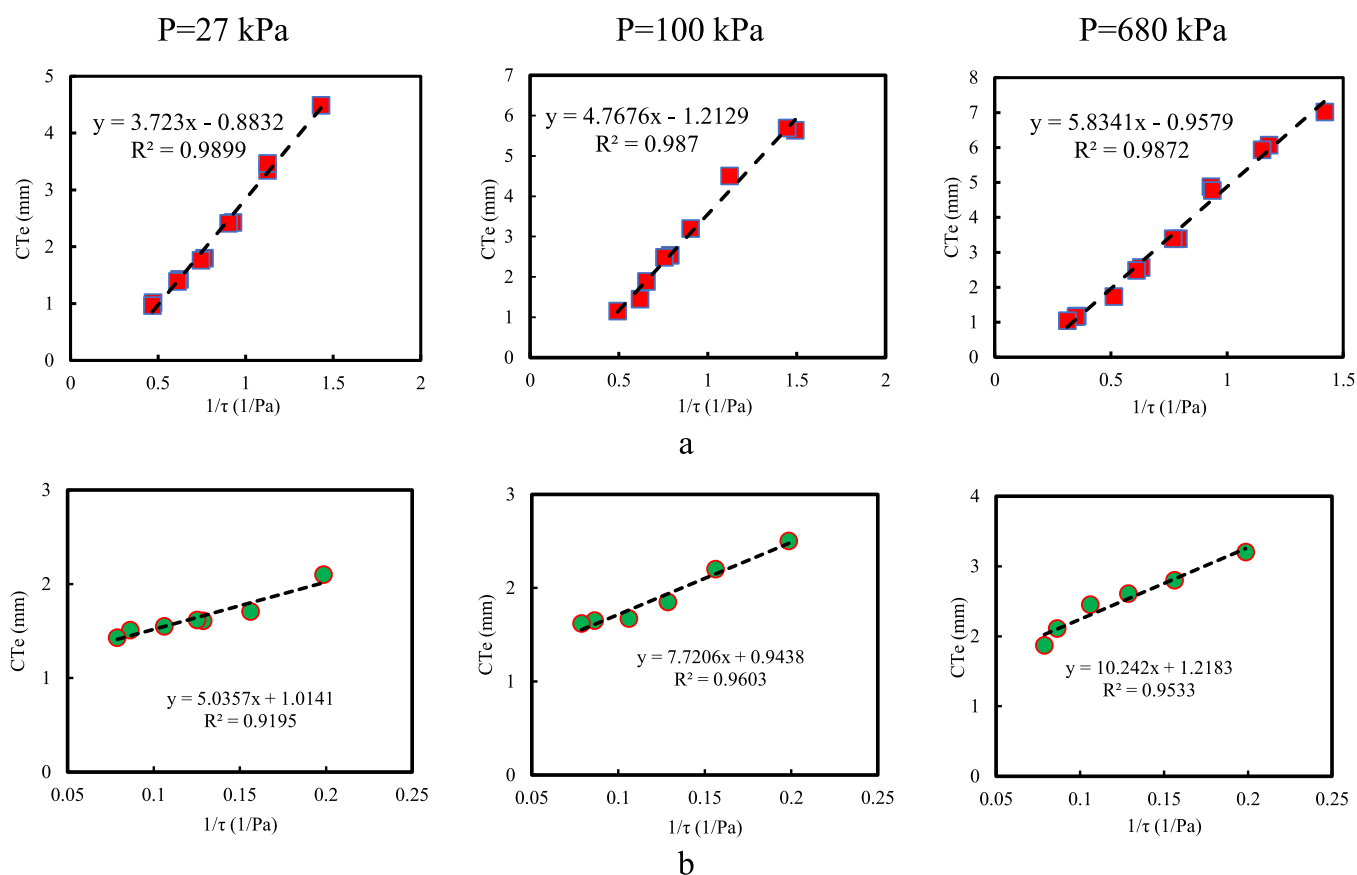 P=27 kPa
P=100 kPa
P=680 kPa
5
4
3
2
1
0
y = 3.723x - 0.8832
R² = 0.9899
CTe (mm)
0 0.5 1 1.5 2
1/τ (1/Pa)
7
6
5
4
3
2
1
0
y = 4.7676x - 1.2129
R² = 0.987
CTe (mm)
0 0.5 1 1.5 2
1/τ (1/Pa)
8
7
6
5
4
3
2
1
0
y = 5.8341x - 0.9579
R² = 0.9872
CTe (mm)
0 0.5 1 1.5
1/τ (1/Pa)
a
3
2
1
0
CTe (mm)
y = 5.0357x + 1.0141
R² = 0.9195
0.05 0.1 0.15 0.2 0.25
1/τ (1/Pa)
3
2
1
0
CTe (mm)
y = 7.7206x + 0.9438
R² = 0.9603
0.05 0.1 0.15 0.2 0.25
1/τ (1/Pa)
4
3
2
1
0
CTe (mm)
y = 10.242x + 1.2183
R² = 0.9533
0.05 0.1 0.15 0.2 0.25
1/τ (1/Pa)
b